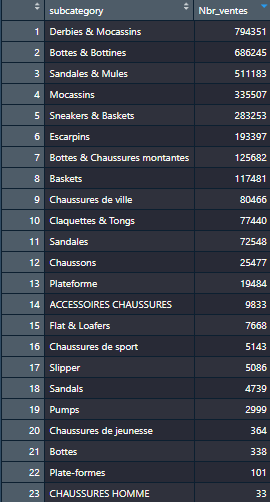 subcategory Nbr_ventes
1 Derbies & Mocassins 794351
2 Bottes & Bottines 686245
3 Sandales & Mules 511183
4 Mocassins 335507
5 Sneakers & Baskets 283253
6 Escarpins 193397
7 Bottes & Chaussures montantes 125682
8 Baskets 117481
9 Chaussures de ville 80466
10 Claquettes & Tongs 77440
11 Sandales 72548
12 Chaussons 25477
13 Plateforme 19484
14 ACCESSOIRES CHAUSSURES 9833
15 Flat & Loafers 7668
16 Chaussures de sport 5143
17 Slipper 5086
18 Sandals 4739
19 Pumps 2999
20 Chaussures de jeunesse 364
21 Bottes 338
22 Plate-formes 101
23 CHAUSSURES HOMME 33